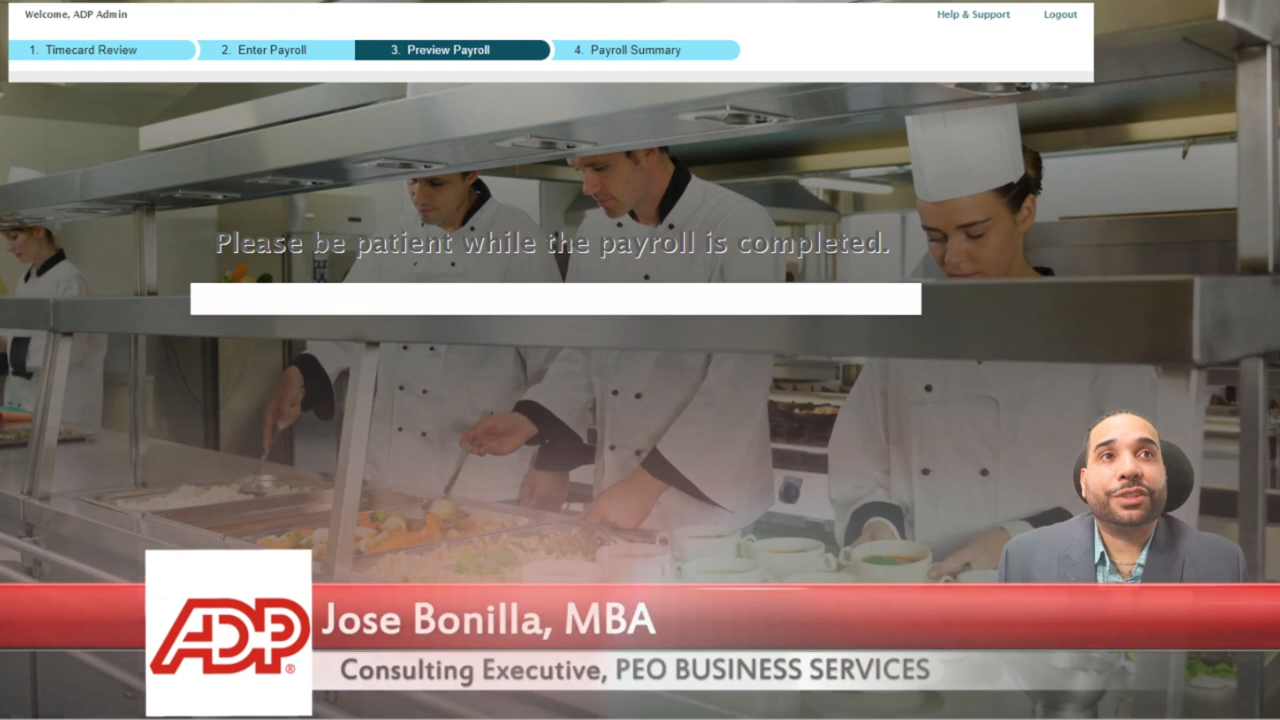 Welcome, ADP Admin
Help & Support Logout
1. Timecard Review 2. Enter Payroll 3. Preview Payroll 4. Payroll Summary
Please be patient while the payroll is completed.
ADP®
Jose Bonilla, MBA
Consulting Executive, PEO BUSINESS SERVICES